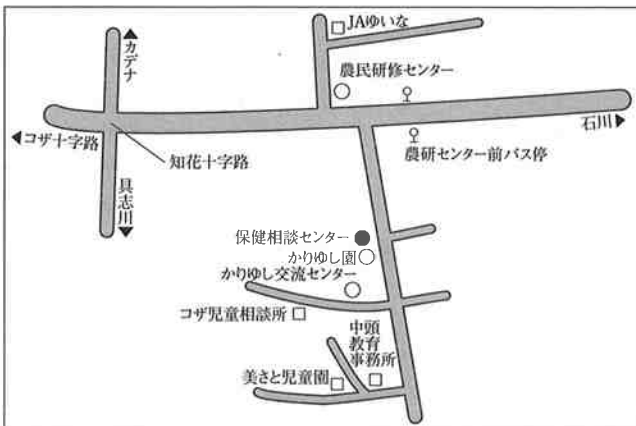 JAゆいな
▲カデナ
農民研修センター
石川▶
◀コザ十字路
知花十字路
農研センター前バス停
具志川▼
保健相談センター
かりゆし園
かりゆし交流センター
コザ児童相談所
中頭
教育
事務所
美さと児童園